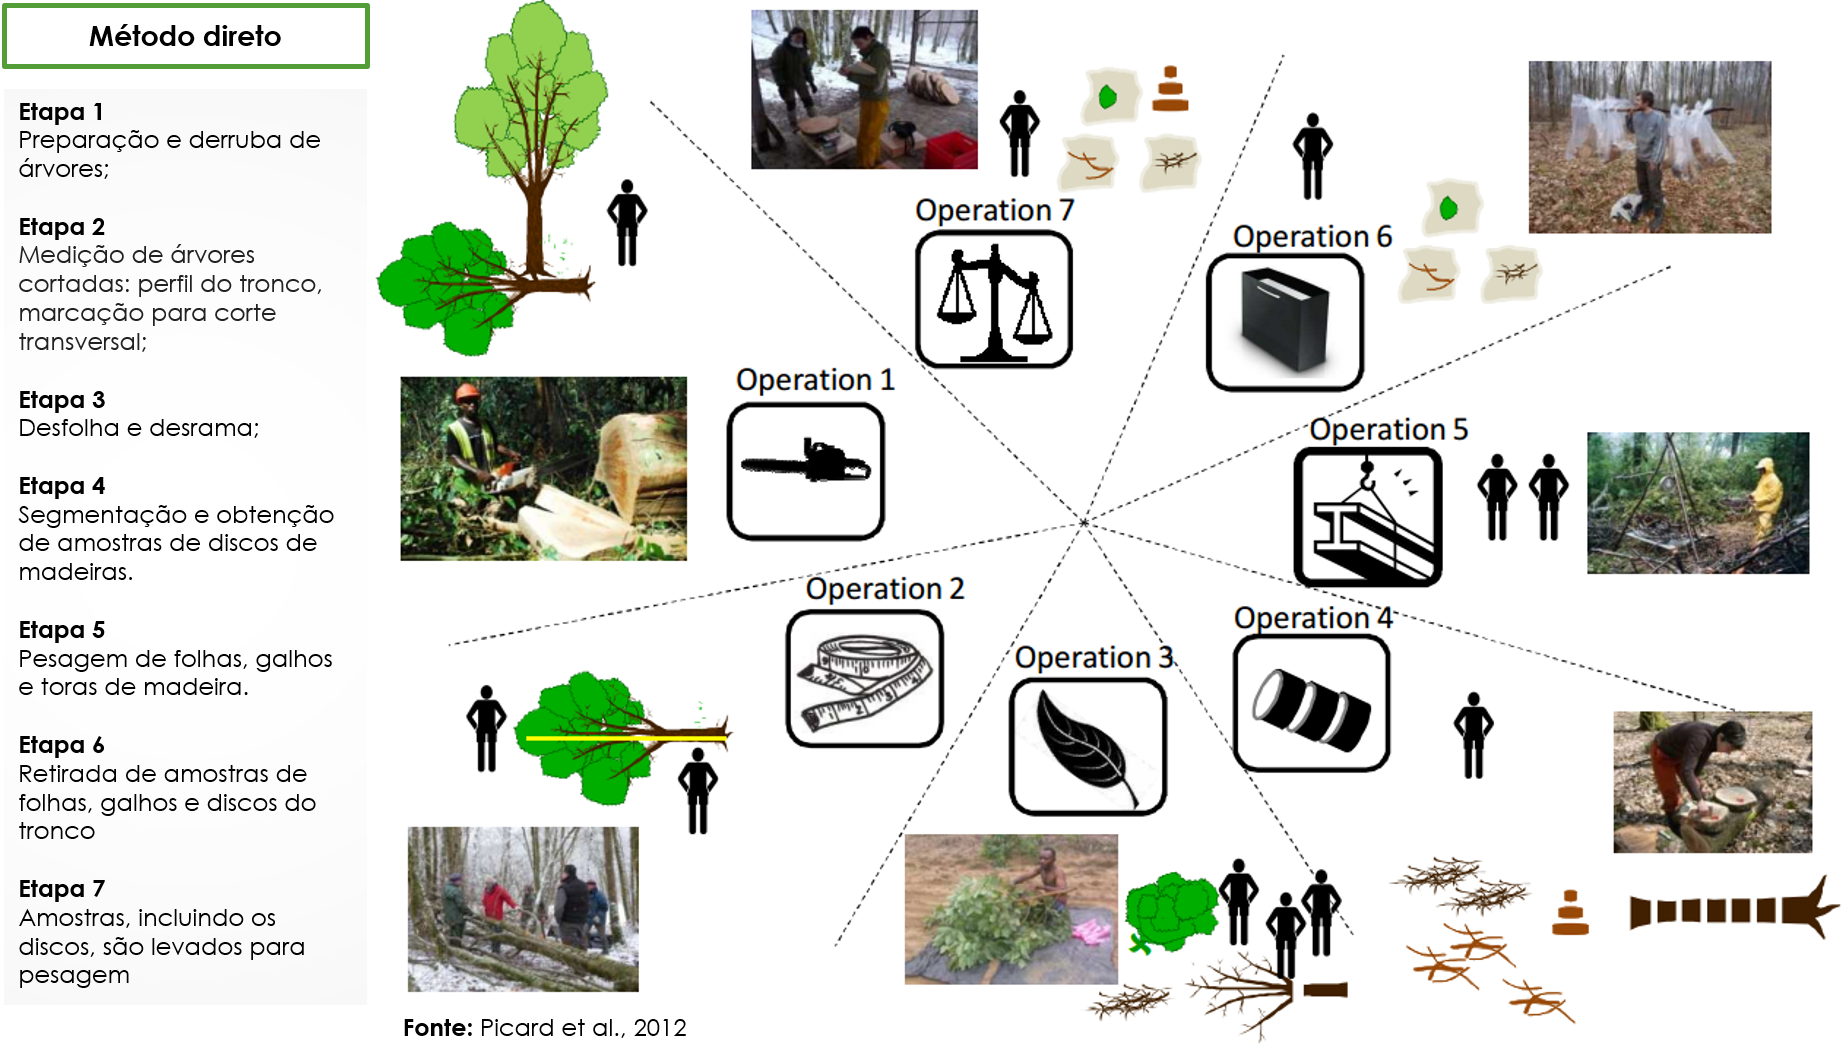 Método direto
Etapa 1
Preparação e derruba de
árvores;
Etapa 2
Medição de árvores
cortadas: perfil do tronco,
marcação para corte
transversal;
Etapa 3
Desfolha e desrama;
Etapa 4
Segmentação e obtenção
de amostras de discos de
madeiras.
Etapa 5
Pesagem de folhas, galhos
e toras de madeira.
Etapa 6
Retirada de amostras de
folhas, galhos e discos do
tronco
Etapa 7
Amostras, incluindo os
discos, são levados para
pesagem
Operation 7
Operation 6
Operation 1
Operation 5
Operation 2
Operation 4
Operation 3
Fonte: Picard et al., 2012